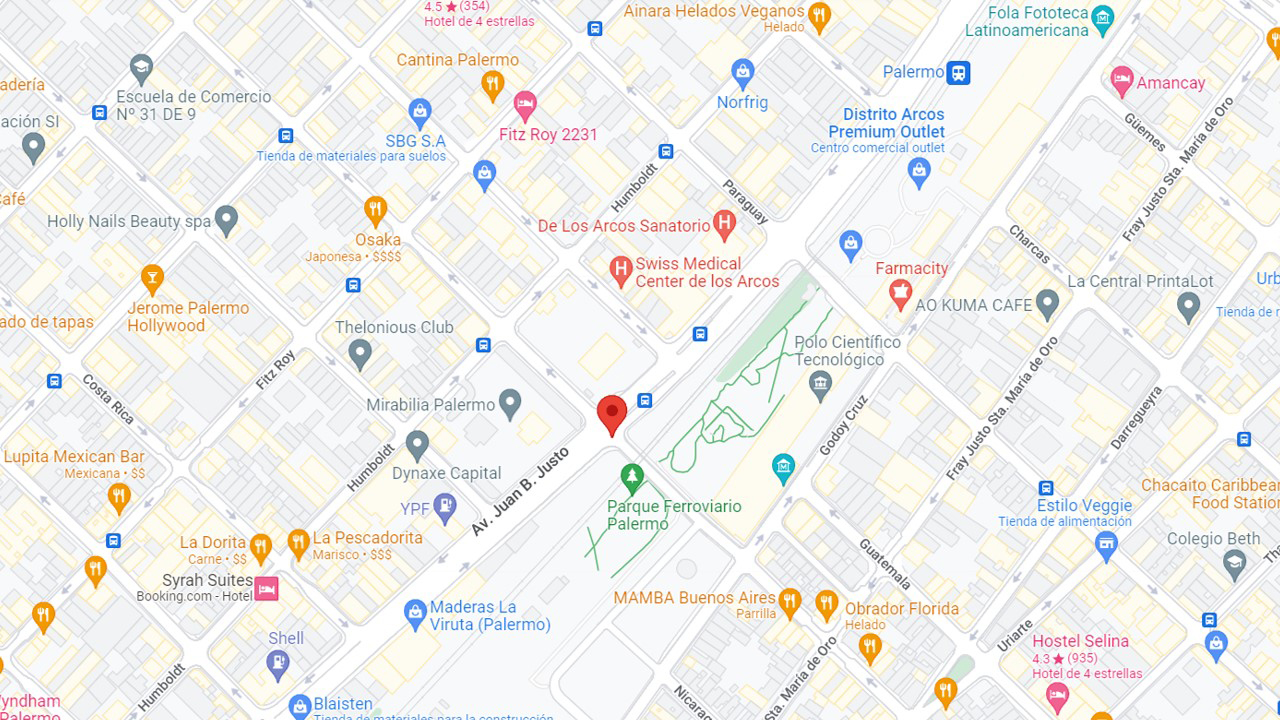 4.5 ★ (354)
Hotel de 4 estrellas
Ainara Helados Veganos
Helado
Fola Fototeca
Latinoamericana
Cantina Palermo
Palermo
adería
Escuela de Comercio
Nº 31 DE 9
Norfrig
Amancay
ación SI
SBG S.A
Tienda de materiales para suelos
Fitz Roy 2231
Distrito Arcos
Premium Outlet
Centro comercial outlet
Güemes
Fray Justo Sta. María de Oro
Café
Humboldt
Paraguay
Holly Nails Beauty spa
Osaka
Japonesa • $$$$
De Los Arcos Sanatorio
Charcas
Swiss Medical
Center de los Arcos
Farmacity
AO KUMA CAFE
La Central PrintaLot
Urb
Tienda de r
Jerome Palermo
Hollywood
ado de tapas
Thelonious Club
Polo Científico
Tecnológico
Fitz Roy
Costa Rica
Mirabilia Palermo
Godoy Cruz
Fray Justo Sta. María de Oro
Darregueyra
Lupita Mexican Bar
Mexicana • $$
Humboldt
Dynaxe Capital
YPF
Av. Juan B. Justo
Parque Ferroviario
Palermo
Chacaito Caribbear
Food Station
Estilo Veggie
Tienda de alimentación
La Dorita
Carne • $$
La Pescadorita
Marisco • $$$
Guatemala
Colegio Beth
Syrah Suites
Booking.com - Hotel
MAMBA Buenos Aires
Parrilla
Obrador Florida
Helado
Maderas La
Viruta (Palermo)
Shell
Uriarte
Hostel Selina
4.3 ★ (935)
Hotel de 4 estrellas
Humboldt
Sta. María de Oro
Nicarag
Wyndham
Palermo
Blaisten
Tienda de materiales para la construcción